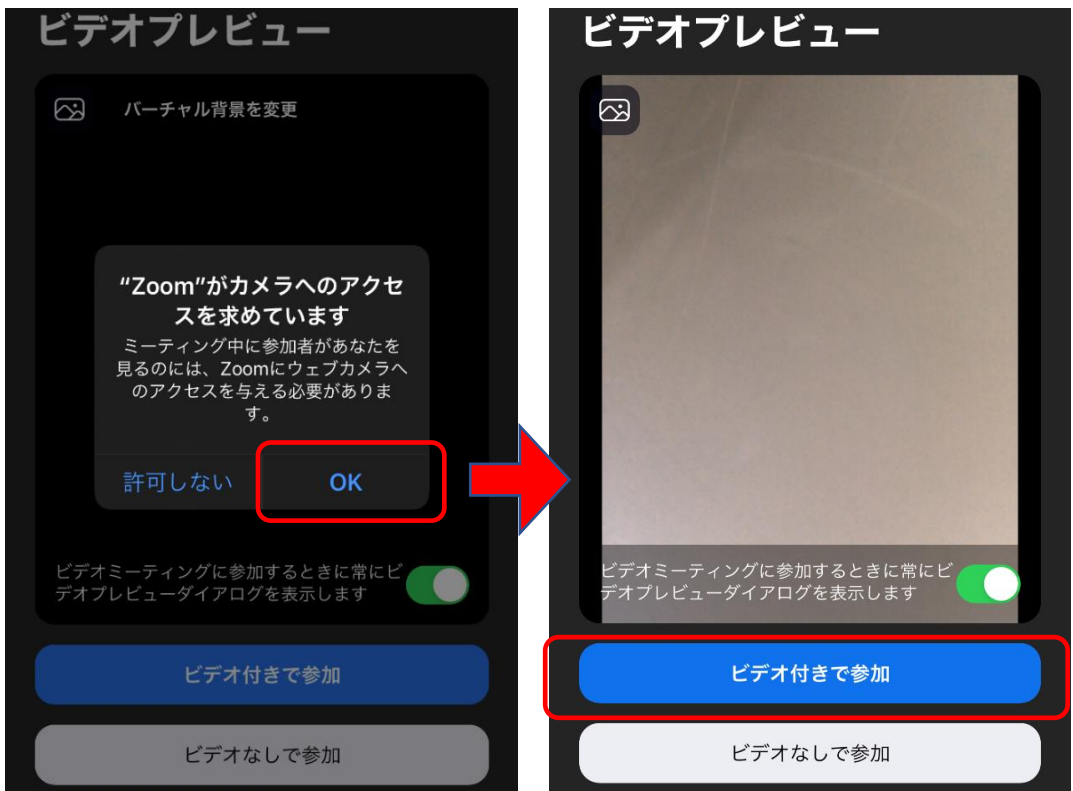 ビデオプレビュー
バーチャル背景を変更
“Zoom”がカメラへのアクセ
スを求めています
ミーティング中に参加者があなたを
見るのには、Zoomにウェブカメラへ
のアクセスを与える必要がありま
す。
許可しない
OK
ビデオミーティングに参加するときに常にビ
デオプレビューダイアログを表示します
ビデオ付きで参加
ビデオなしで参加
ビデオプレビュー
ビデオミーティングに参加するときに常にビ
デオプレビューダイアログを表示します
ビデオ付きで参加
ビデオなしで参加